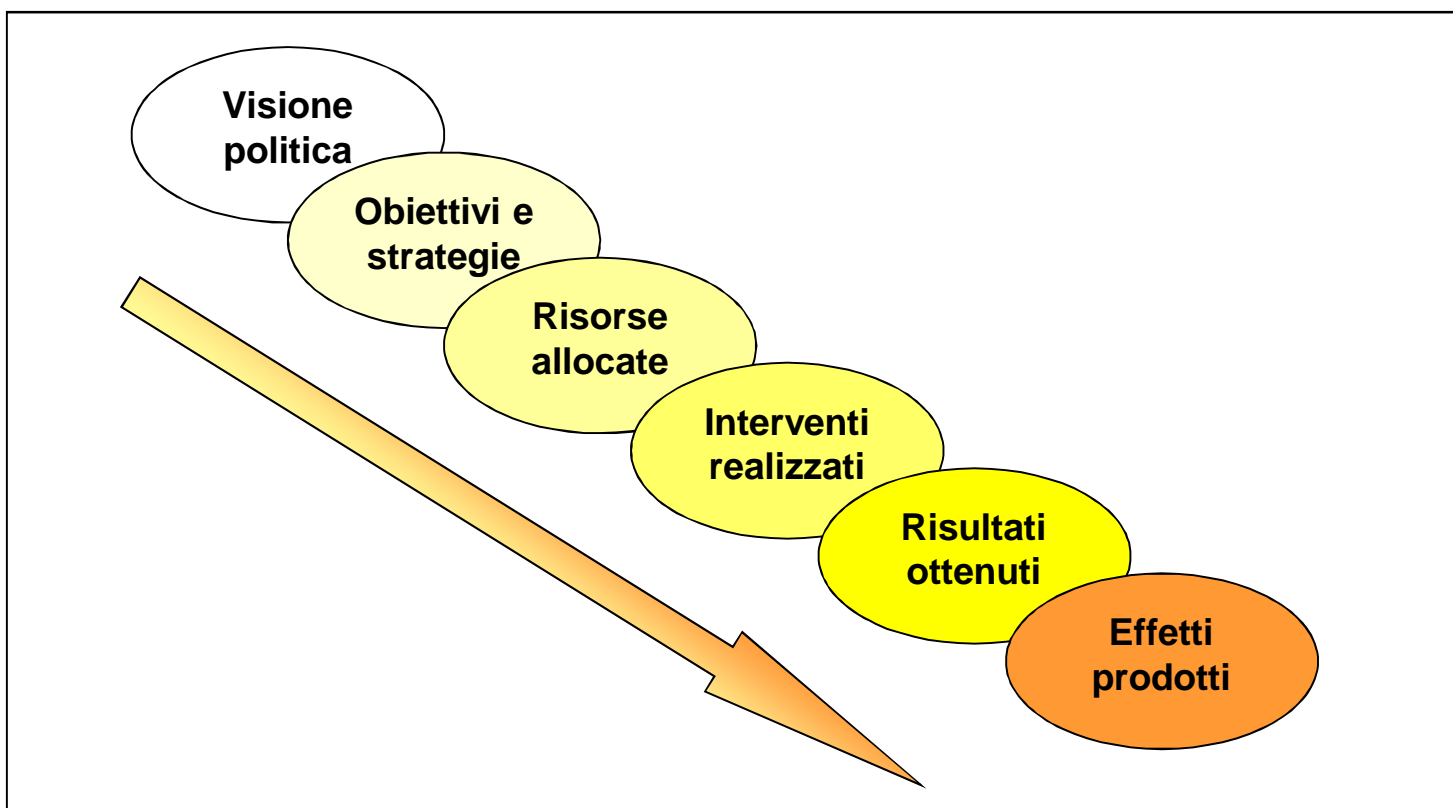 Visione
politica
Obiettivi e
strategie
Risorse
allocate
Interventi
realizzati
Risultati
ottenuti
Effetti
prodotti